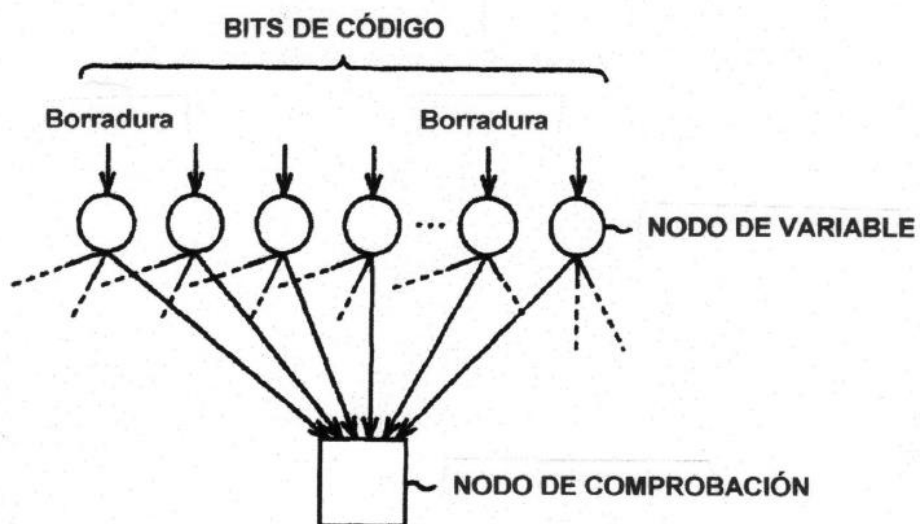 BITS DE CÓDIGO
Borradura Borradura
... NODO DE VARIABLE
NODO DE COMPROBACIÓN